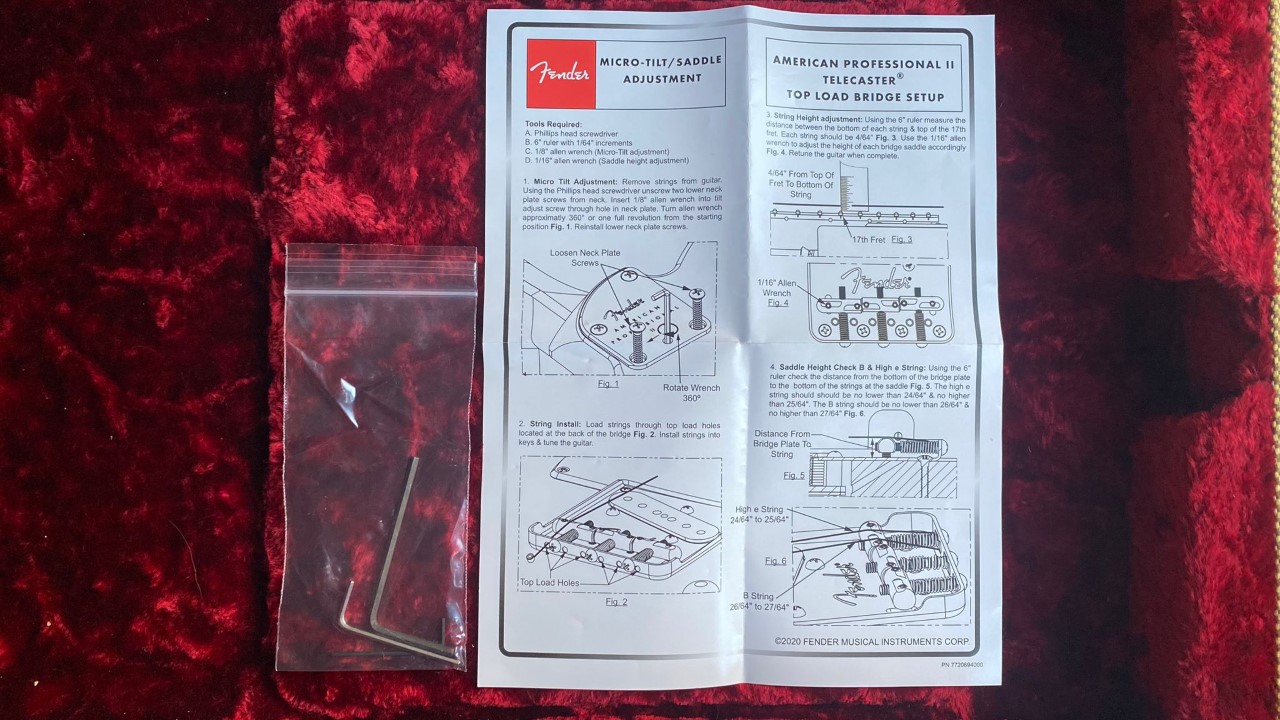 Fender
MICRO-TILT/SADDLE
ADJUSTMENT
Tools Required:
A. Phillips head screwdriver
B. 6" ruler with 1/64" increments
C. 1/8" allen wrench (Micro-Tilt adjustment)
D. 1/16" allen wrench (Saddle height adjustment)
1. Micro Tilt Adjustment: Remove strings from guitar.
Using the Phillips head screwdriver unscrew two lower neck
plate screws from neck. Insert 1/8" allen wrench into tilt
adjust screw through hole in neck plate. Turn allen wrench
approximatly 360° or one full revolution from the starting
position Fig. 1. Reinstall lower neck plate screws.
Loosen Neck Plate
Screws
Fender
AMERICAN
PROFESSIONAL
Fig. 1
Rotate Wrench
360º
2. String Install: Load strings through top load holes
located at the back of the bridge Fig. 2. Install strings into
keys & tune the guitar.
Top Load Holes
Fig. 2
AMERICAN PROFESSIONAL II
TELECASTER®
TOP LOAD BRIDGE SETUP
3. String Height adjustment: Using the 6" ruler measure the
distance between the bottom of each string & top of the 17th
fret. Each string should be 4/64" Fig. 3. Use the 1/16" allen
wrench to adjust the height of each bridge saddle accordingly
Fig. 4. Retune the guitar when complete.
4/64" From Top Of
Fret To Bottom Of
String
17th Fret
Fig. 3
1/16" Allen
Wrench
Fig. 4
Fender
4. Saddle Height Check B & High e String: Using the 6"
ruler check the distance from the bottom of the bridge plate
to the bottom of the strings at the saddle Fig. 5. The high e
string should should be no lower than 24/64" & no higher
than 25/64". The B string should be no lower than 26/64" &
no higher than 27/64" Fig. 6.
Distance From
Bridge Plate To
String
Fig. 5
High e String
24/64" to 25/64"
Fig. 6
Fender
B String
26/64" to 27/64"
©2020 FENDER MUSICAL INSTRUMENTS CORP.
PN 7720694000